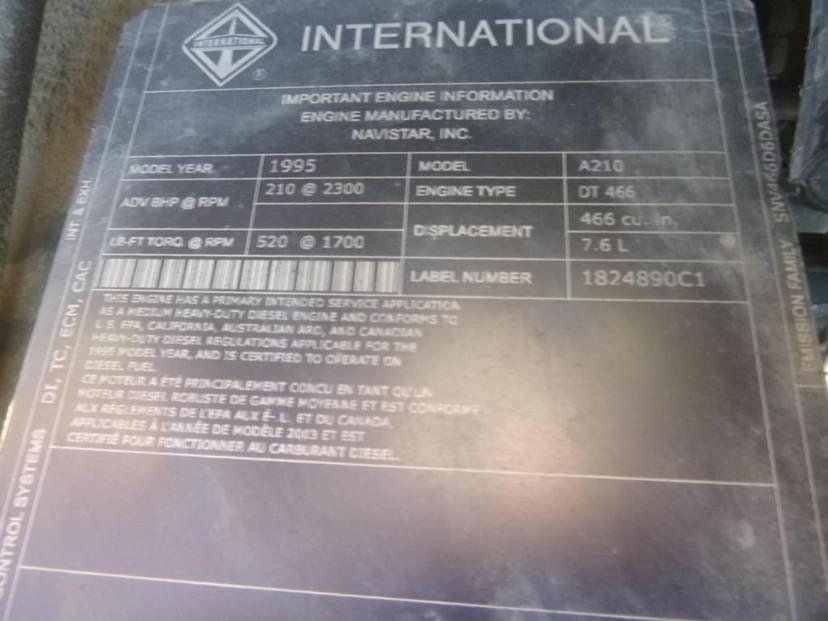 INTERNATIONAL
INTERNATIONAL®
IMPORTANT ENGINE INFORMATION
ENGINE MANUFACTURED BY:
NAVISTAR, INC.
MODEL YEAR 1995 MODEL A210
ADV BHP @ RPM 210 @ 2300 ENGINE TYPE DT 466
DISPLACEMENT 466 cu. in.
7.6 L
LB-FT TORQ. @ RPM 520 @ 1700
LABEL NUMBER 1824890C1
THIS ENGINE HAS A PRIMARY INTENDED SERVICE APPLICATION
AS A MEDIUM HEAVY-DUTY DIESEL ENGINE AND CONFORMS TO
U.S. EPA, CALIFORNIA, AUSTRALIAN ARD, AND CANADIAN
HEAVY-DUTY DIESEL REGULATIONS APPLICABLE FOR THE
1995 MODEL YEAR, AND IS CERTIFIED TO OPERATE ON
DIESEL FUEL.
CE MOTEUR A ÉTÉ PRINCIPALEMENT CONCU EN TANT QU'UN
MOTEUR DIESEL ROBUSTE DE GAMME MOYENNE ET EST CONFORME
AUX RÉGLEMENTS DE L'EPA AUX É-.U. ET DU CANADA
APPLICABLES À L'ANNÉE DE MODÈLE 2003 ET EST
CERTIFIÉ POUR FONCTIONNER AU CARBURANT DIESEL.
CONTROL SYSTEMS DI, TC, ECM, CAC INT & EXH
EMISSION FAMILY